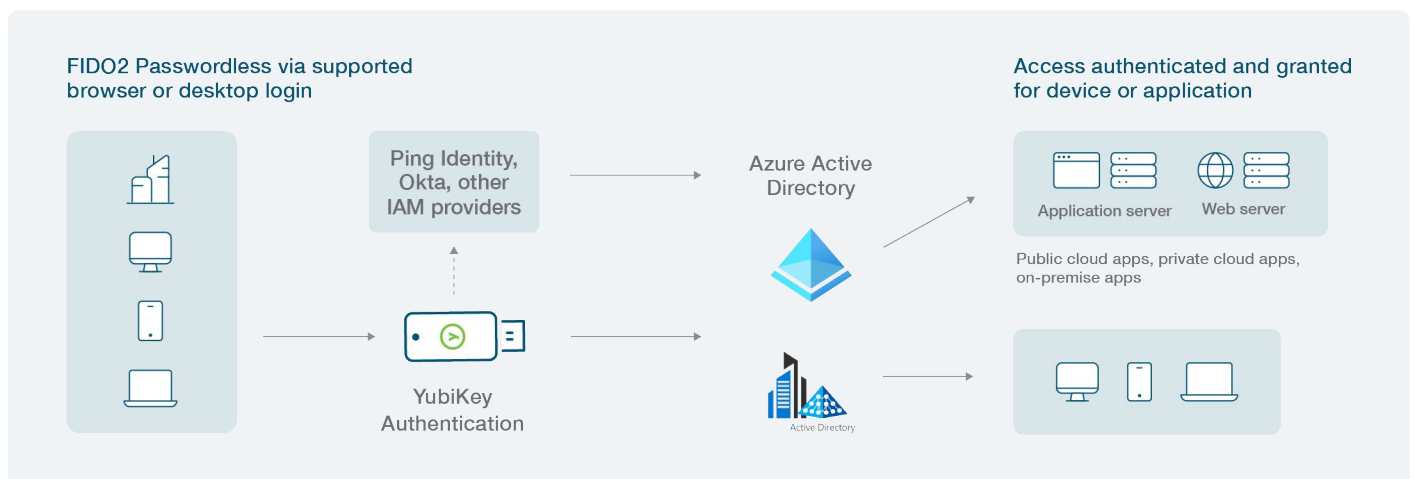 FIDO2 Passwordless via supported
browser or desktop login
Ping Identity,
Okta, other
IAM providers
YubiKey
Authentication
Azure Active
Directory
Active Directory
Access authenticated and granted
for device or application
Application server
Web server
Public cloud apps, private cloud apps,
on-premise apps